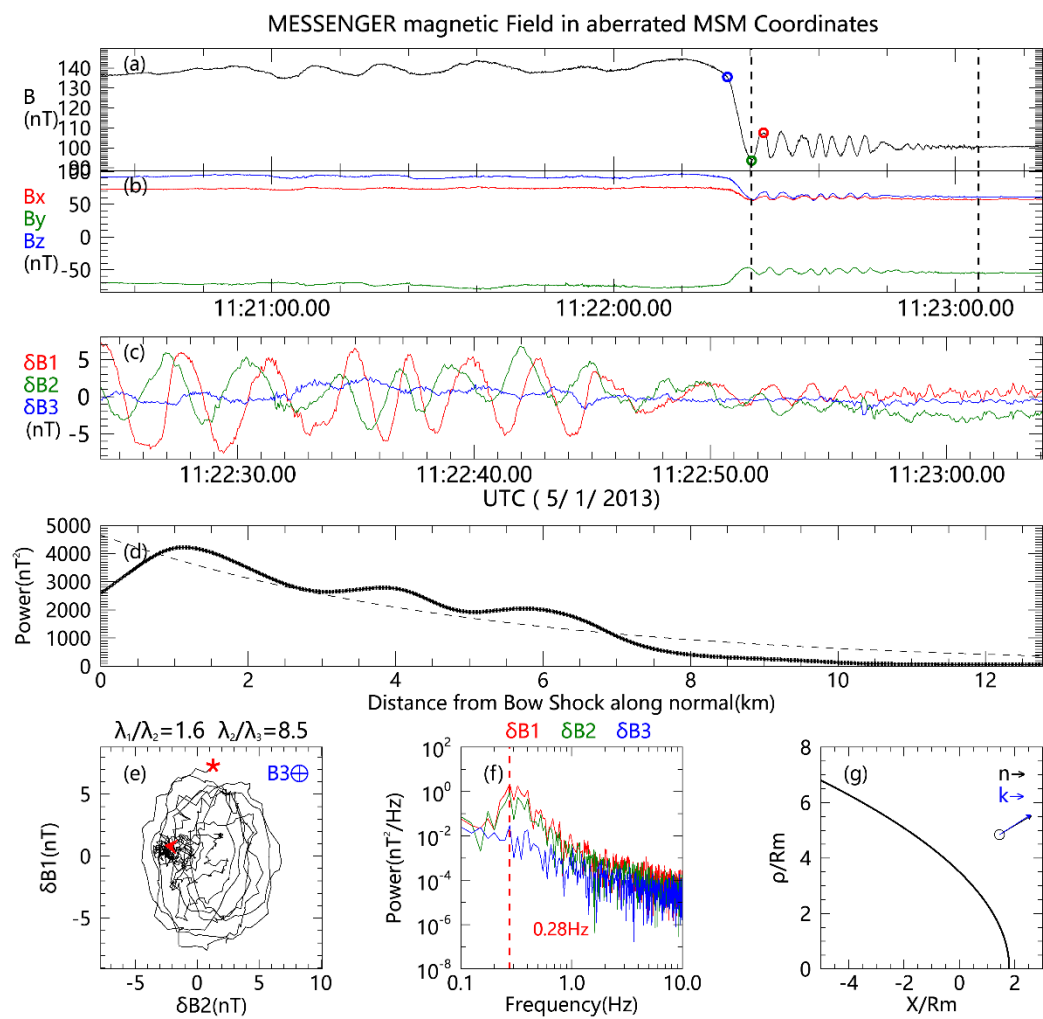 MESSENGER magnetic Field in aberrated MSM Coordinates
(a)
140
130
120
110
100
90
B
(nT)
(b)
100
50
0
-50
Bx
By
Bz
(nT)
11:21:00.00 11:22:00.00 11:23:00.00
(c)
5
0
-5
δB1
δB2
δB3
(nT)
11:22:30.00 11:22:40.00 11:22:50.00 11:23:00.00
UTC ( 5/ 1/ 2013)
(d)
5000
4000
3000
2000
1000
0
Power(nT²)
0 2 4 6 8 10 12
Distance from Bow Shock along normal(km)
λ₁/λ₂=1.6 λ₂/λ₃=8.5
(e)
B3⊕
5
0
-5
δB1(nT)
-5 0 5 10
δB2(nT)
δB1 δB2 δB3
(f)
10²
10⁰
10⁻²
10⁻⁴
10⁻⁶
10⁻⁸
Power(nT²/Hz)
0.28Hz
0.1 1.0 10.0
Frequency(Hz)
(g)
n→
k→
8
6
4
2
0
ρ/Rm
-4 -2 0 2
X/Rm